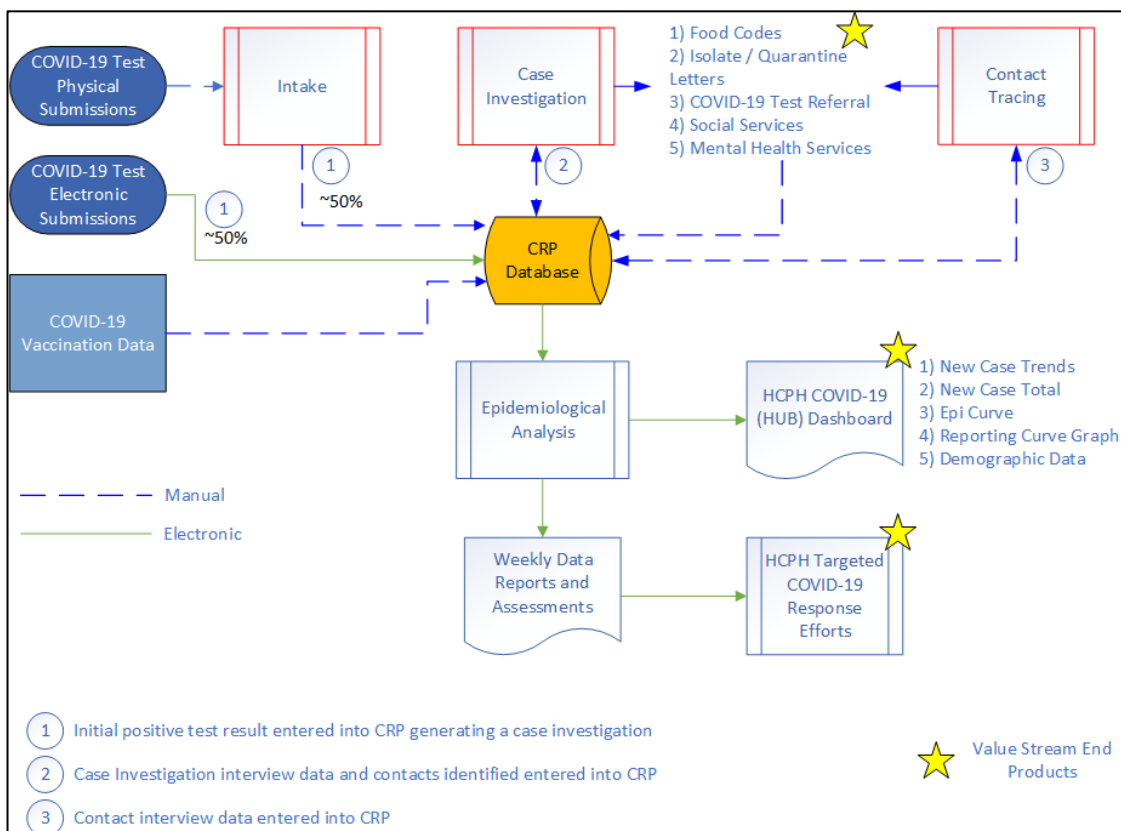 COVID-19 Test
Physical
Submissions
Intake
Case
Investigation
1) Food Codes
2) Isolate / Quarantine
Letters
3) COVID-19 Test Referral
4) Social Services
5) Mental Health Services
Contact
Tracing
COVID-19 Test
Electronic
Submissions
1
~50%
1
~50%
2
3
CRP
Database
COVID-19
Vaccination Data
Epidemiological
Analysis
HCPH COVID-19
(HUB) Dashboard
1) New Case Trends
2) New Case Total
3) Epi Curve
4) Reporting Curve Graph
5) Demographic Data
Manual
Electronic
Weekly Data
Reports and
Assessments
HCPH Targeted
COVID-19
Response
Efforts
1 Initial positive test result entered into CRP generating a case investigation
2 Case Investigation interview data and contacts identified entered into CRP
3 Contact interview data entered into CRP
Value Stream End
Products